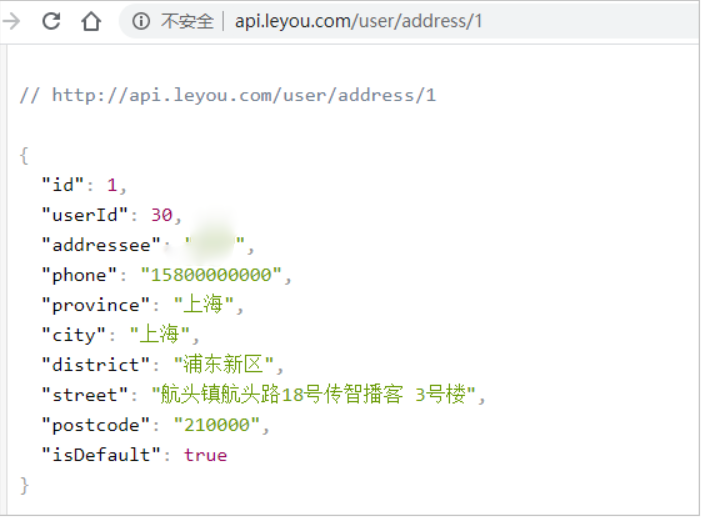 不安全 | api.leyou.com/user/address/1
// http://api.leyou.com/user/address/1
{
"id": 1,
"userId": 30,
"addressee": "",
"phone": "15800000000",
"province": "上海",
"city": "上海",
"district": "浦东新区",
"street": "航头镇航头路18号传智播客 3号楼",
"postcode": "210000",
"isDefault": true
}